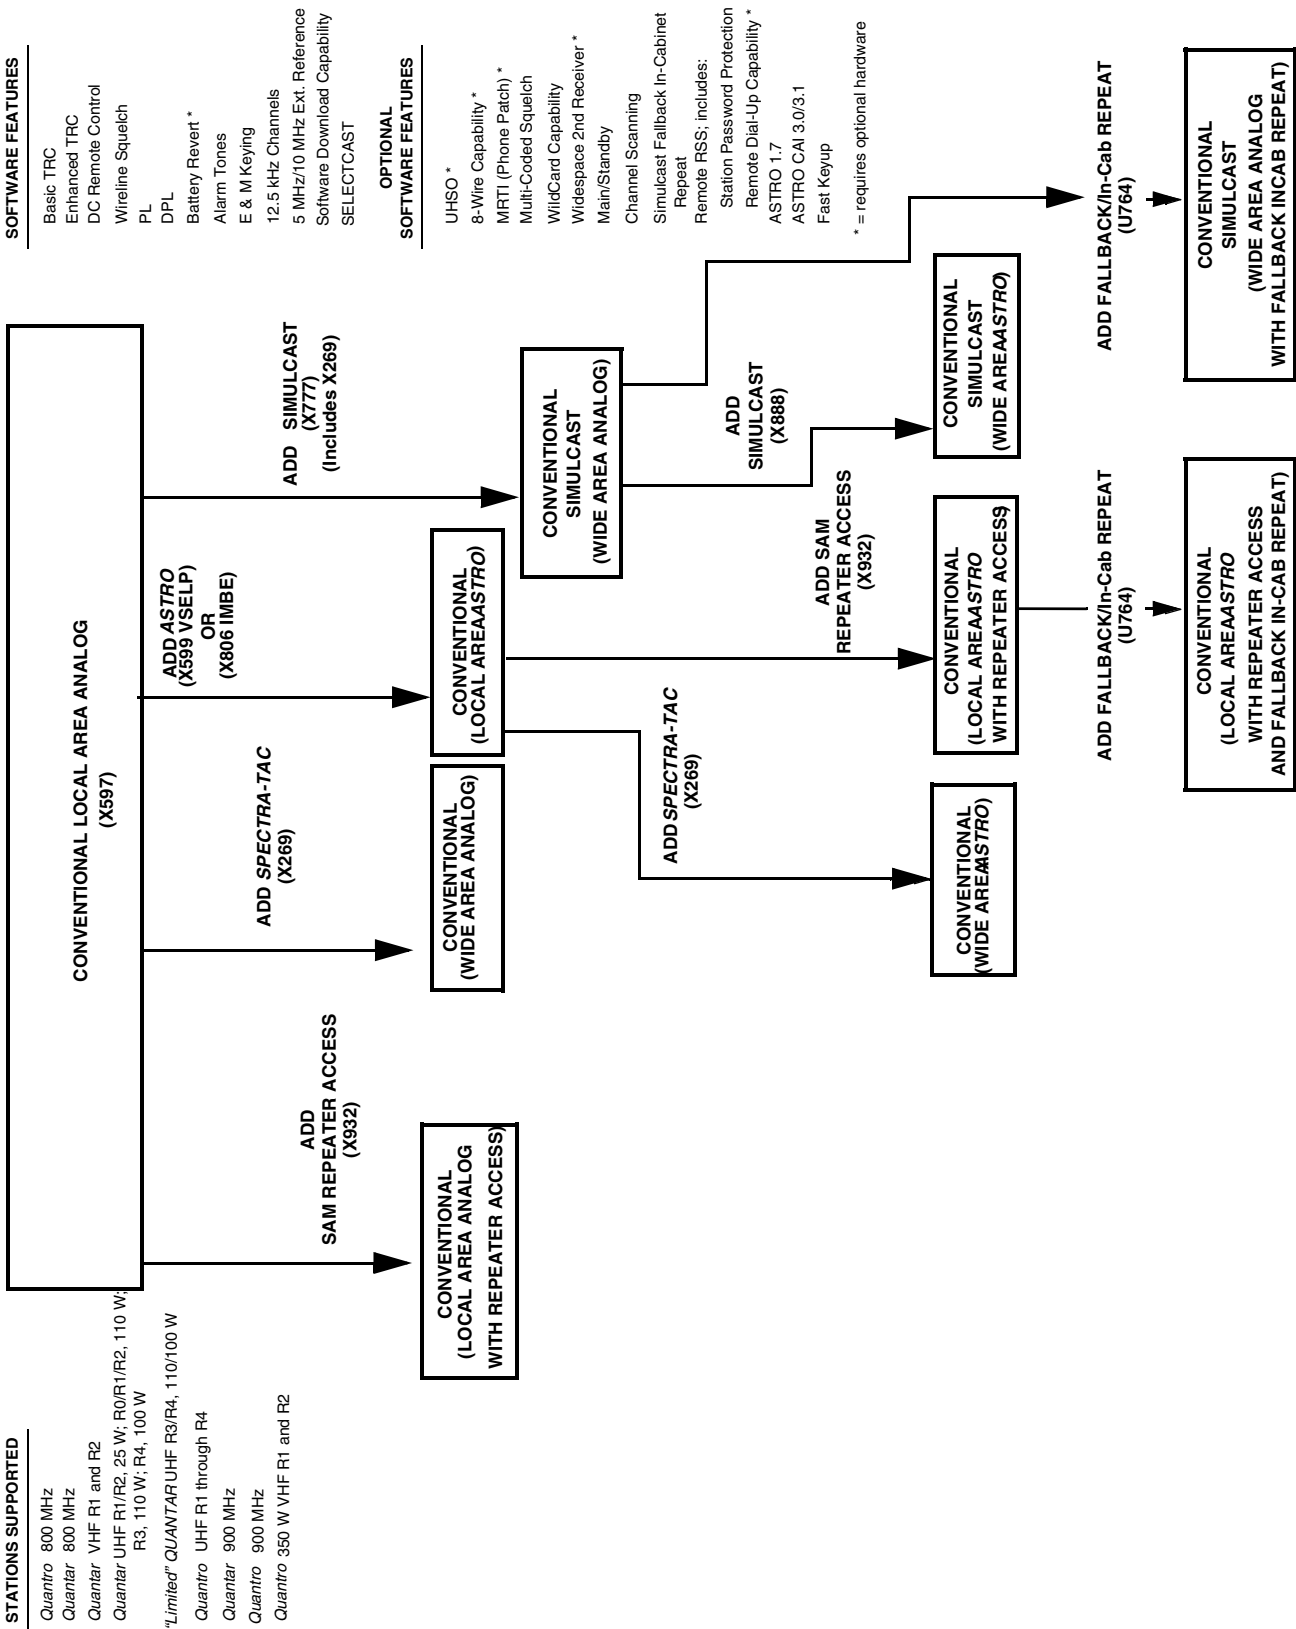 STATIONS SUPPORTED
Quantro 800 MHz
Quantar 800 MHz
Quantar VHF R1 and R2
Quantar UHF R1/R2, 25 W; R0/R1/R2, 110 W;
R3, 110 W; R4, 100 W
"Limited" QUANTAR UHF R3/R4, 110/100 W
Quantro UHF R1 through R4
Quantar 900 MHz
Quantro 900 MHz
Quantro 350 W VHF R1 and R2
CONVENTIONAL LOCAL AREA ANALOG
(X597)
SOFTWARE FEATURES
Basic TRC
Enhanced TRC
DC Remote Control
Wireline Squelch
PL
DPL
Battery Revert *
Alarm Tones
E & M Keying
12.5 kHz Channels
5 MHz/10 MHz Ext. Reference
Software Download Capability
SELECTCAST
OPTIONAL
SOFTWARE FEATURES
UHSO *
8-Wire Capability *
MRTI (Phone Patch) *
Multi-Coded Squelch
WildCard Capability
Widespace 2nd Receiver *
Main/Standby
Channel Scanning
Simulcast Fallback In-Cabinet
Repeat
Remote RSS; includes:
Station Password Protection
Remote Dial-Up Capability *
ASTRO 1.7
ASTRO CAI 3.0/3.1
Fast Keyup
* = requires optional hardware
ADD
SAM REPEATER ACCESS
(X932)
ADD SPECTRA-TAC
(X269)
ADD ASTRO
(X599 VSELP)
OR
(X806 IMBE)
ADD SIMULCAST
(X777)
(Includes X269)
CONVENTIONAL
(LOCAL AREA ANALOG
WITH REPEATER ACCESS)
CONVENTIONAL
(WIDE AREA ANALOG)
CONVENTIONAL
(LOCAL AREAASTRO)
CONVENTIONAL
SIMULCAST
(WIDE AREA ANALOG)
ADD SPECTRA-TAC
(X269)
ADD SAM
REPEATER ACCESS
(X932)
ADD
SIMULCAST
(X888)
CONVENTIONAL
(WIDE AREAASTRO)
CONVENTIONAL
(LOCAL AREAASTRO
WITH REPEATER ACCESS)
CONVENTIONAL
SIMULCAST
(WIDE AREAASTRO)
ADD FALLBACK/In-Cab REPEAT
(U764)
ADD FALLBACK/In-Cab REPEAT
(U764)
CONVENTIONAL
(LOCAL AREAASTRO
WITH REPEATER ACCESS
AND FALLBACK IN-CAB REPEAT)
CONVENTIONAL
SIMULCAST
(WIDE AREA ANALOG
WITH FALLBACK INCAB REPEAT)